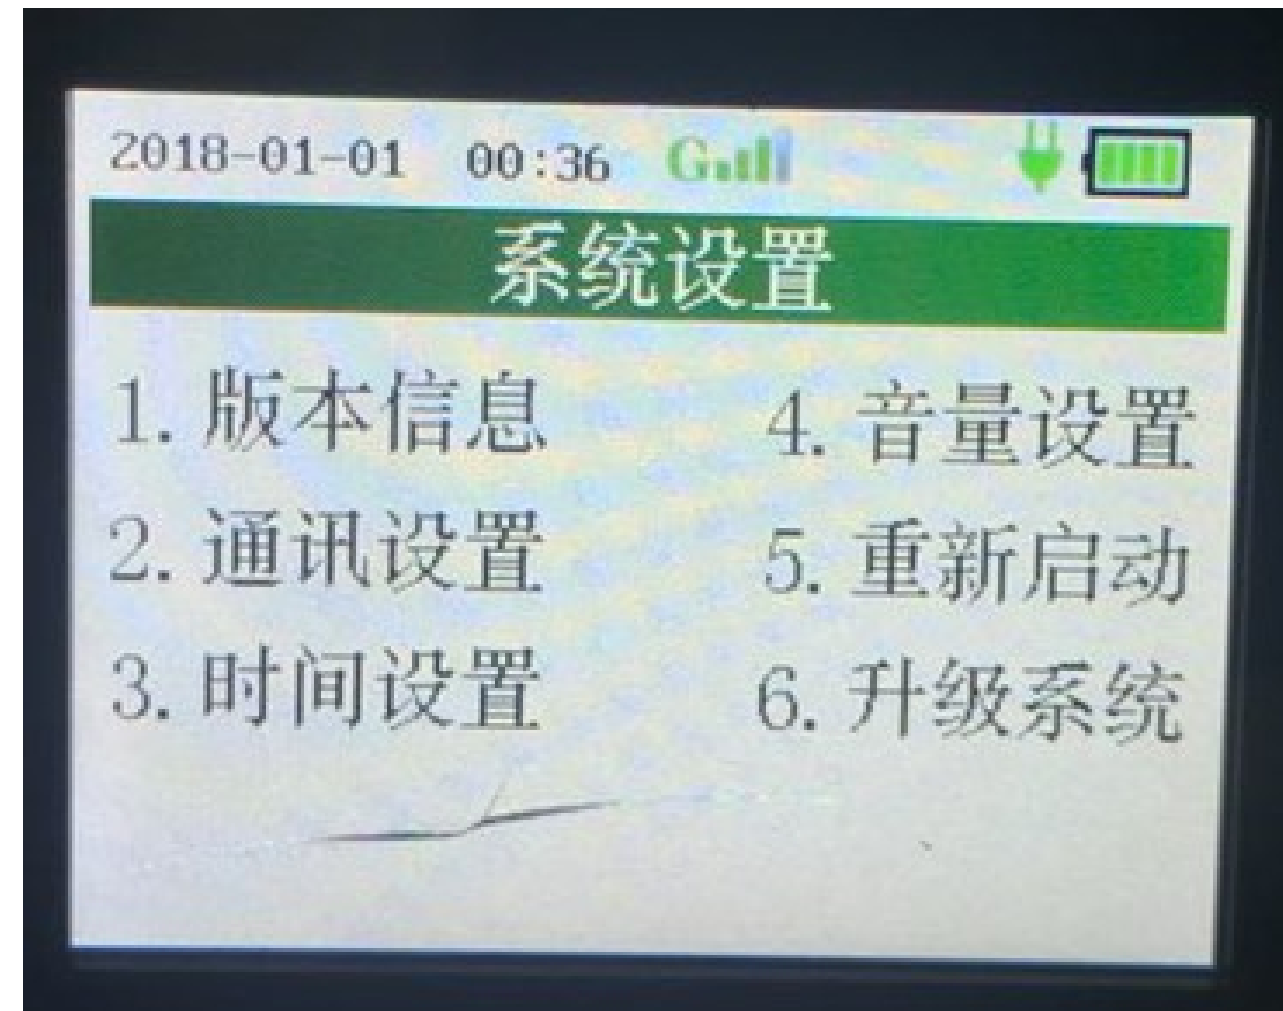 2018-01-01 00:36 G
系统设置
1. 版本信息 4. 音量设置
2. 通讯设置 5. 重新启动
3. 时间设置 6. 升级系统